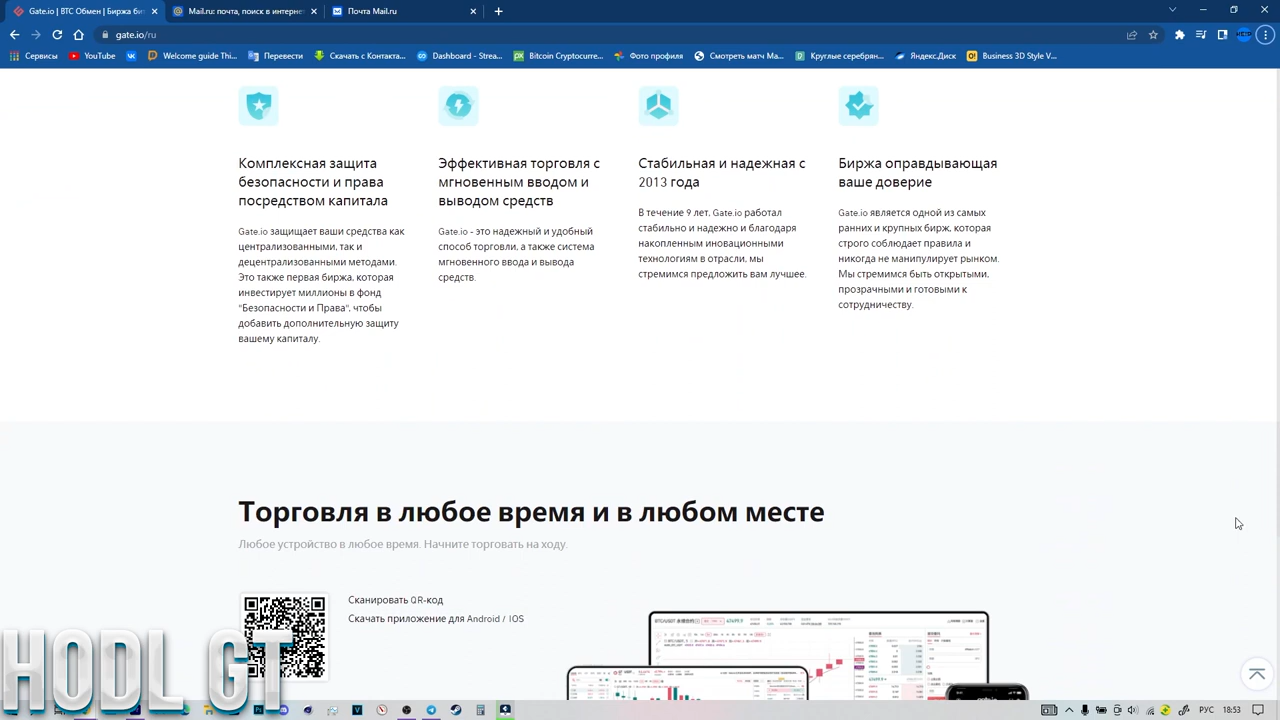 Gate.io | BTC Обмен | Биржа би
Mail.ru: почта, поиск в интерне
Почта Mail.ru
gate.io/ru
Сервисы
YouTube
Welcome guide Thi...
Перевести
Скачать с Контакта...
Dashboard - Strea...
Bitcoin Cryptocurre...
Фото профиля
Смотреть матч Ма...
Круглые серебрян...
Яндекс.Диск
Business 3D Style V...
Комплексная защита
безопасности и права
посредством капитала
Gate.io защищает ваши средства как
централизованными, так и
децентрализованными методами.
Это также первая биржа, которая
инвестирует миллионы в фонд
"Безопасности и Права", чтобы
добавить дополнительную защиту
вашему капиталу.
Эффективная торговля с
мгновенным вводом и
выводом средств
Gate.io - это надежный и удобный
способ торговли, а также система
мгновенного ввода и вывода
средств.
Стабильная и надежная с
2013 года
В течение 9 лет, Gate.io работал
стабильно и надежно и благодаря
накопленным иновационными
технологиям в отрасли, мы
стремимся предложить вам лучшее.
Биржа оправдывающая
ваше доверие
Gate.io является одной из самых
ранних и крупных бирж, которая
строго соблюдает правила и
никогда не манипулирует рынком.
Мы стремимся быть открытыми,
прозрачными и готовыми к
сотрудничеству.
Торговля в любое время и в любом месте
Любое устройство в любое время. Начните торговать на ходу.
Сканировать QR-код
Скачать приложение для Android / IOS
РУС
18:53